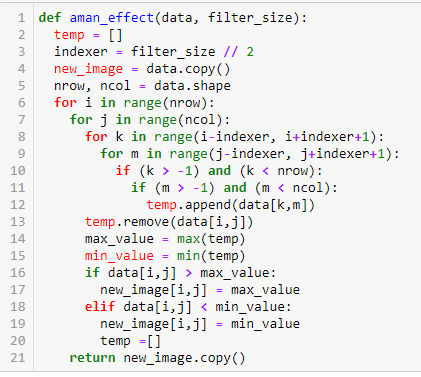 1 def aman_effect(data, filter_size):
2   temp = []
3   indexer = filter_size // 2
4   new_image = data.copy()
5   nrow, ncol = data.shape
6   for i in range(nrow):
7     for j in range(ncol):
8       for k in range(i-indexer, i+indexer+1):
9         for m in range(j-indexer, j+indexer+1):
10           if (k > -1) and (k < nrow):
11             if (m > -1) and (m < ncol):
12               temp.append(data[k,m])
13       temp.remove(data[i,j])
14       max_value = max(temp)
15       min_value = min(temp)
16       if data[i,j] > max_value:
17         new_image[i,j] = max_value
18       elif data[i,j] < min_value:
19         new_image[i,j] = min_value
20         temp =[]
21     return new_image.copy()